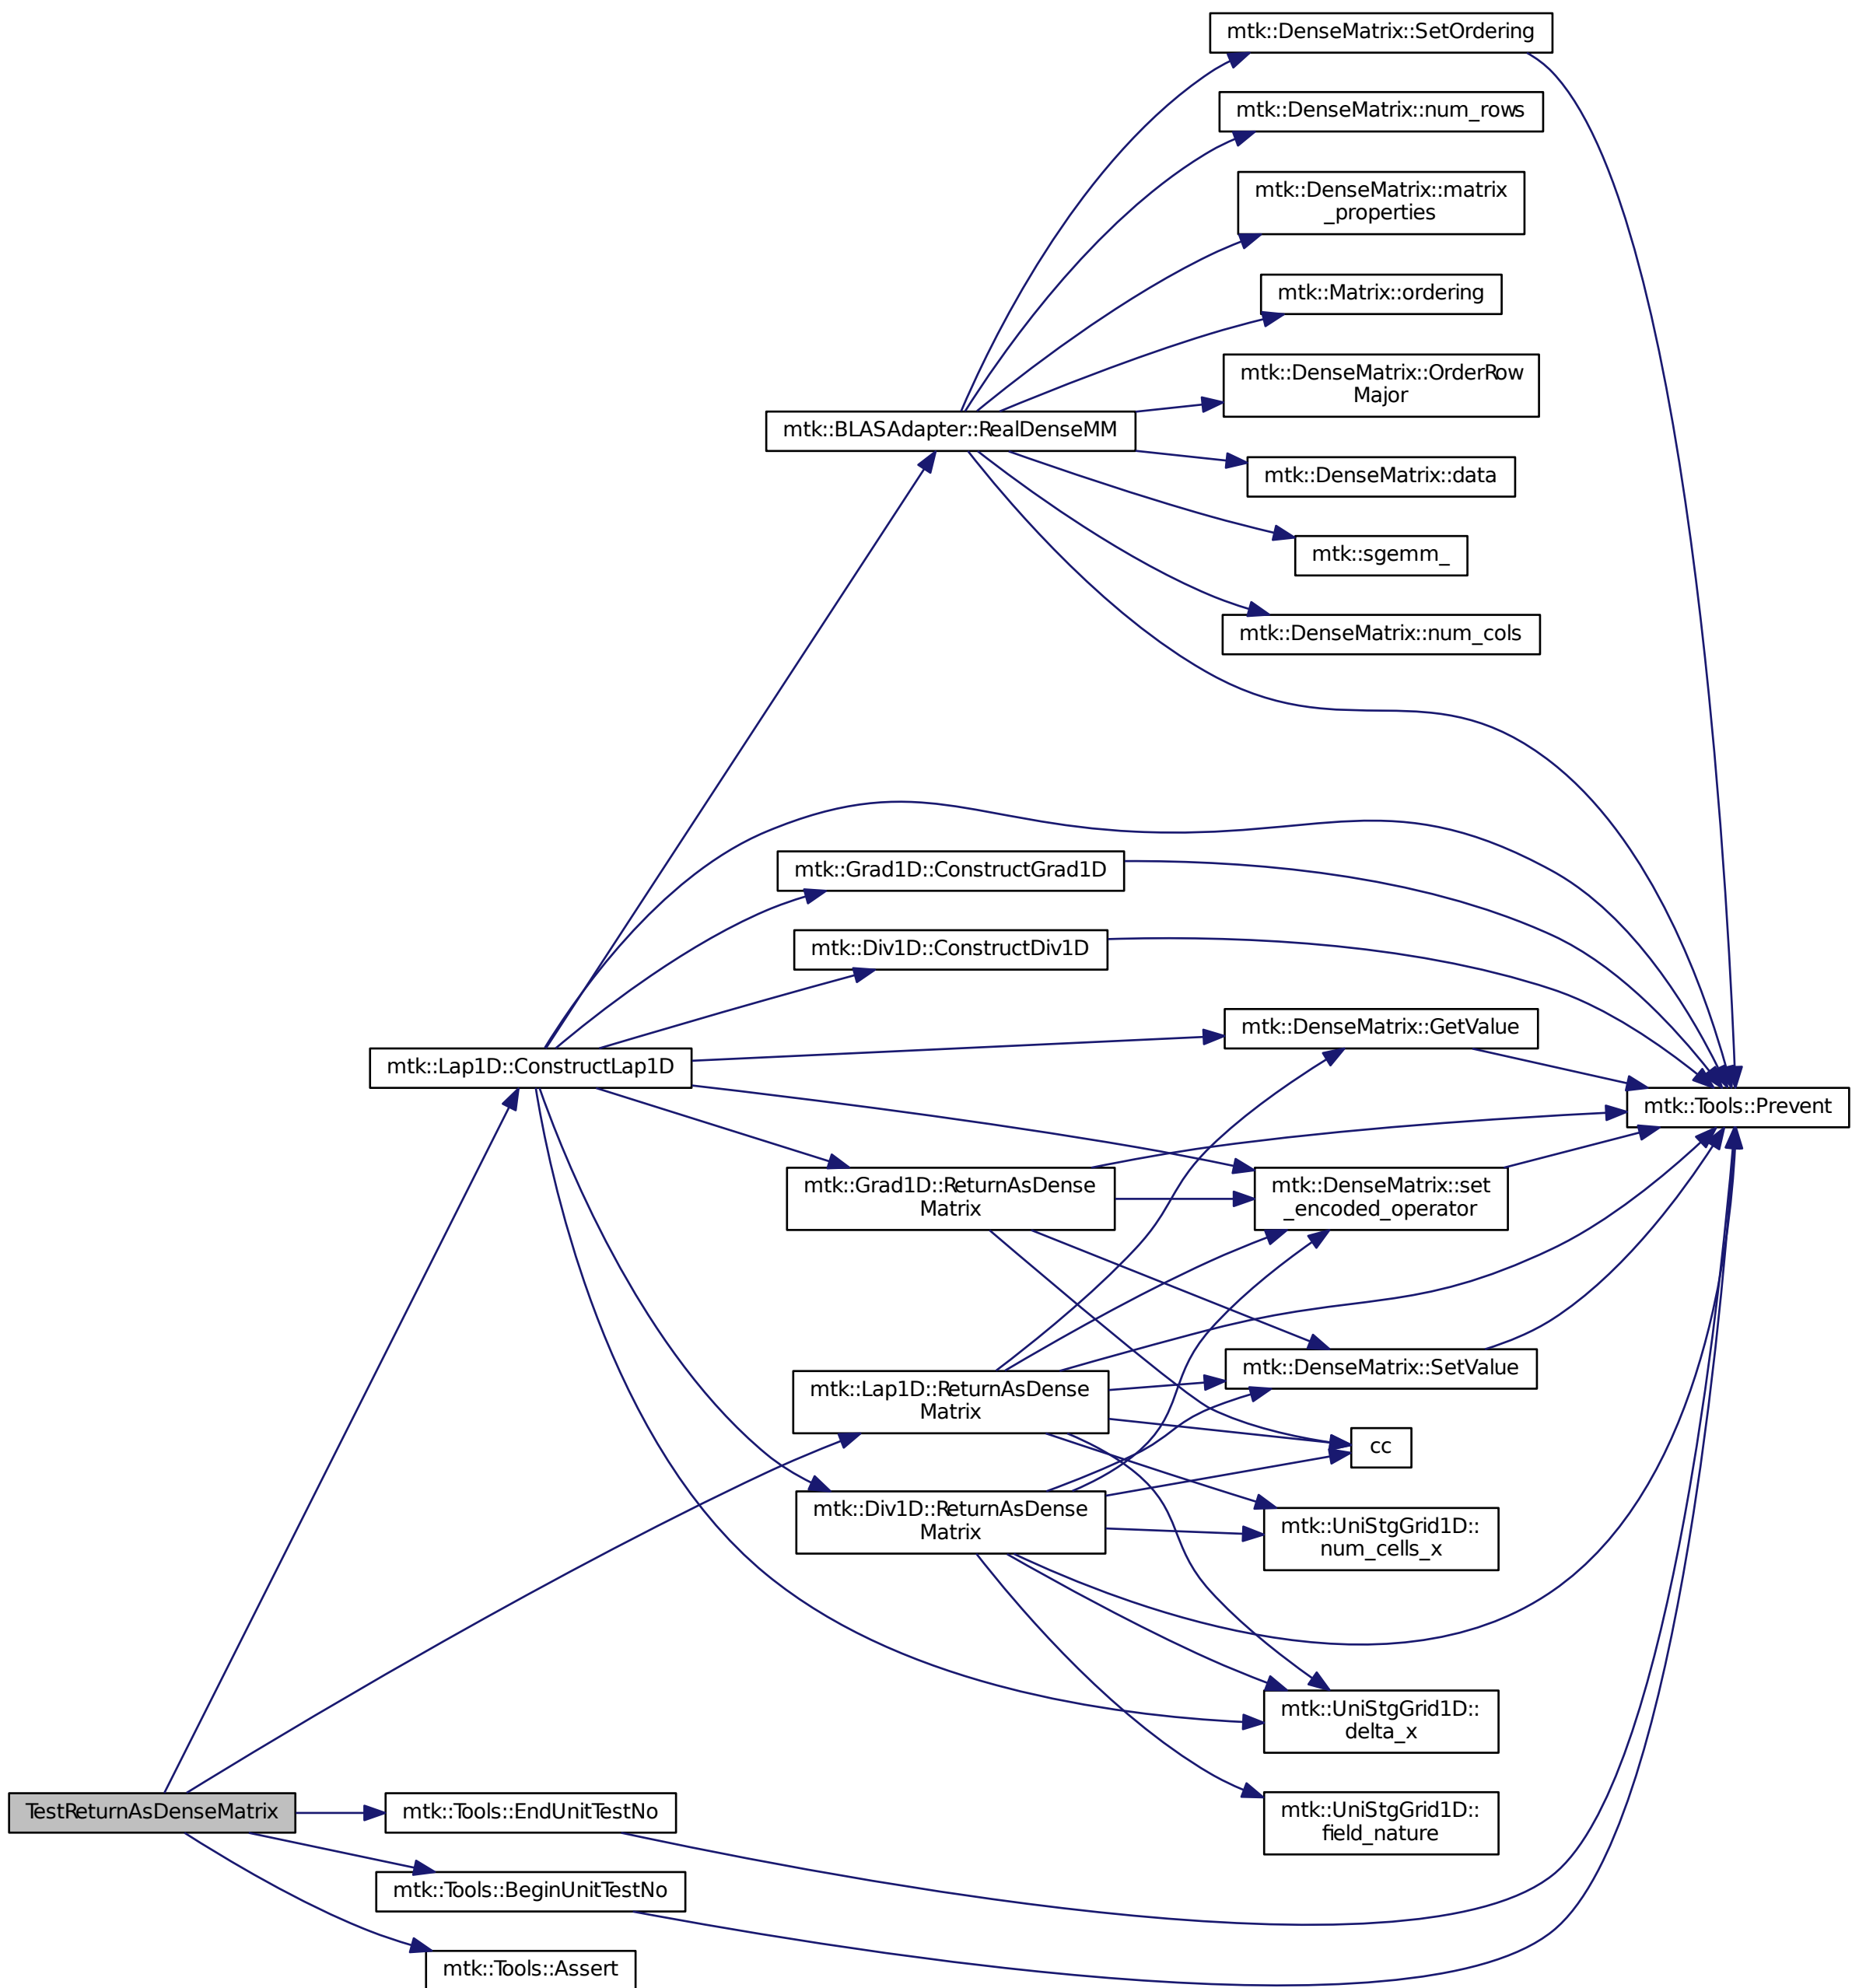 mtk::DenseMatrix::SetOrdering
mtk::DenseMatrix::num_rows
mtk::DenseMatrix::matrix
_properties
mtk::Matrix::ordering
mtk::DenseMatrix::OrderRow
Major
mtk::BLASAdapter::RealDenseMM
mtk::DenseMatrix::data
mtk::sgemm_
mtk::DenseMatrix::num_cols
mtk::Grad1D::ConstructGrad1D
mtk::Div1D::ConstructDiv1D
mtk::DenseMatrix::GetValue
mtk::Lap1D::ConstructLap1D
mtk::Tools::Prevent
mtk::Grad1D::ReturnAsDense
Matrix
mtk::DenseMatrix::set
_encoded_operator
mtk::DenseMatrix::SetValue
mtk::Lap1D::ReturnAsDense
Matrix
cc
mtk::Div1D::ReturnAsDense
Matrix
mtk::UniStgGrid1D::
num_cells_x
mtk::UniStgGrid1D::
delta_x
TestReturnAsDenseMatrix
mtk::Tools::EndUnitTestNo
mtk::UniStgGrid1D::
field_nature
mtk::Tools::BeginUnitTestNo
mtk::Tools::Assert